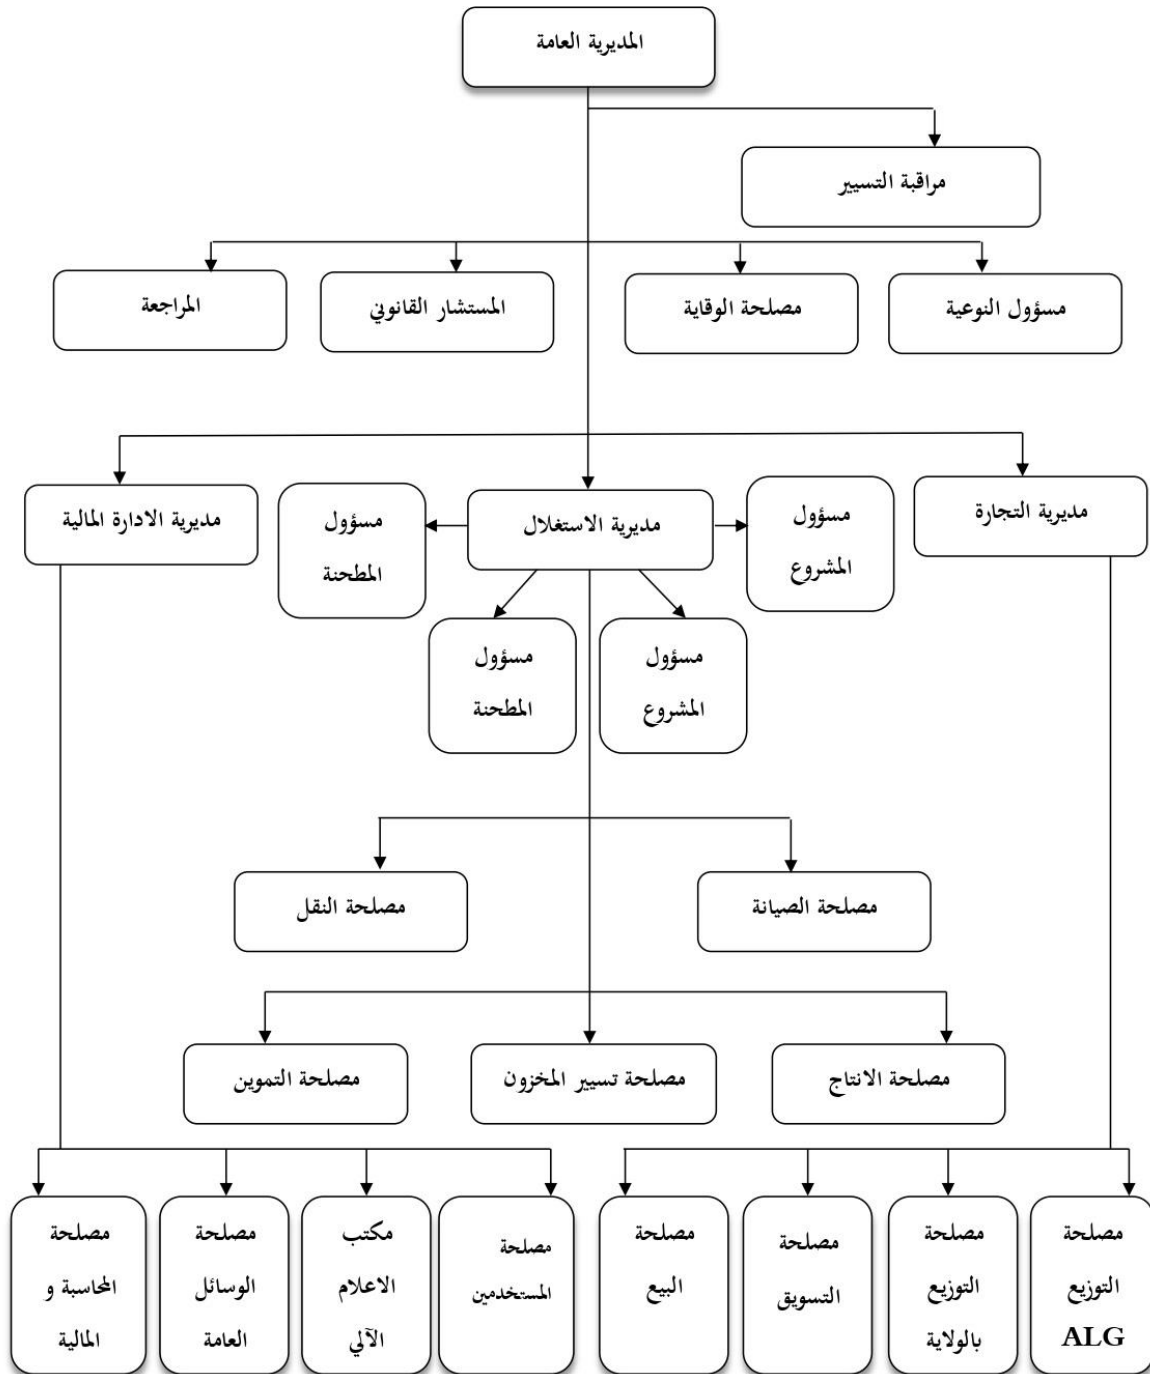 المديرية العامة
مراقبة التسيير
مسؤول النوعية
مصلحة الوقاية
المستشار القانوني
المراجعة
مديرية التجارة
مسؤول
المشروع
مديرية الاستغلال
مسؤول
المطحنة
مديرية الادارة المالية
مسؤول
المشروع
مسؤول
المطحنة
مصلحة الصيانة
مصلحة النقل
مصلحة الانتاج
مصلحة تسيير المخزون
مصلحة التموين
مصلحة
التوزيع
ALG
مصلحة
التوزيع
بالولاية
مصلحة
التسويق
مصلحة
البيع
مصلحة
المستخدمين
مكتب
الاعلام
الآلي
مصلحة
الوسائل
العامة
مصلحة
المحاسبة و
المالية